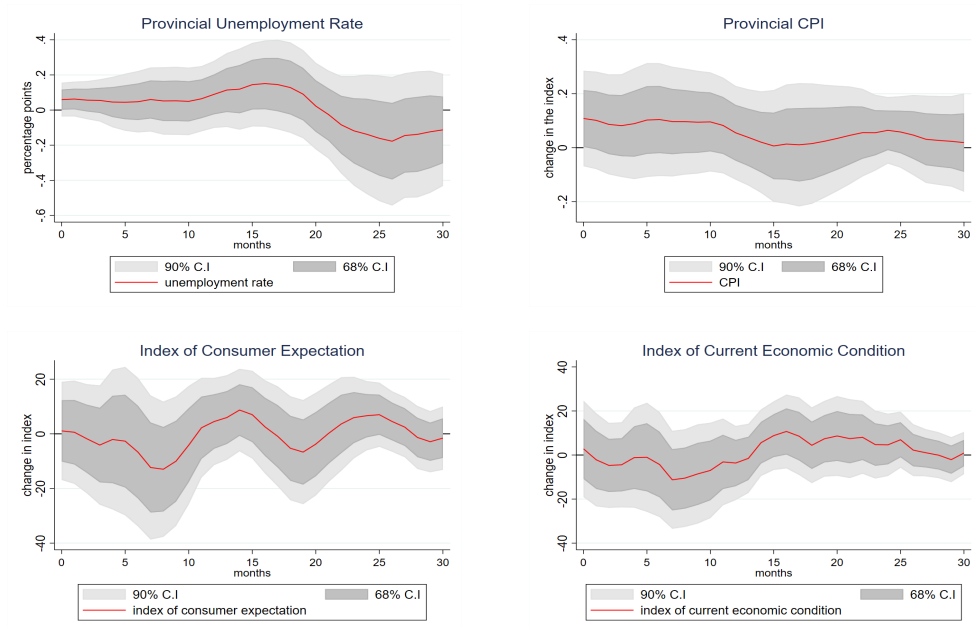 Provincial Unemployment Rate
percentage points
.4
.2
0
-.2
-.4
-.6
0 5 10 15 20 25 30
months
90% C.I 68% C.I
unemployment rate
Provincial CPI
change in the index
.4
.2
0
-.2
0 5 10 15 20 25 30
months
90% C.I 68% C.I
CPI
Index of Consumer Expectation
change in index
20
0
-20
-40
0 5 10 15 20 25 30
months
90% C.I 68% C.I
index of consumer expectation
Index of Current Economic Condition
change in index
40
20
0
-20
-40
0 5 10 15 20 25 30
months
90% C.I 68% C.I
index of current economic condition